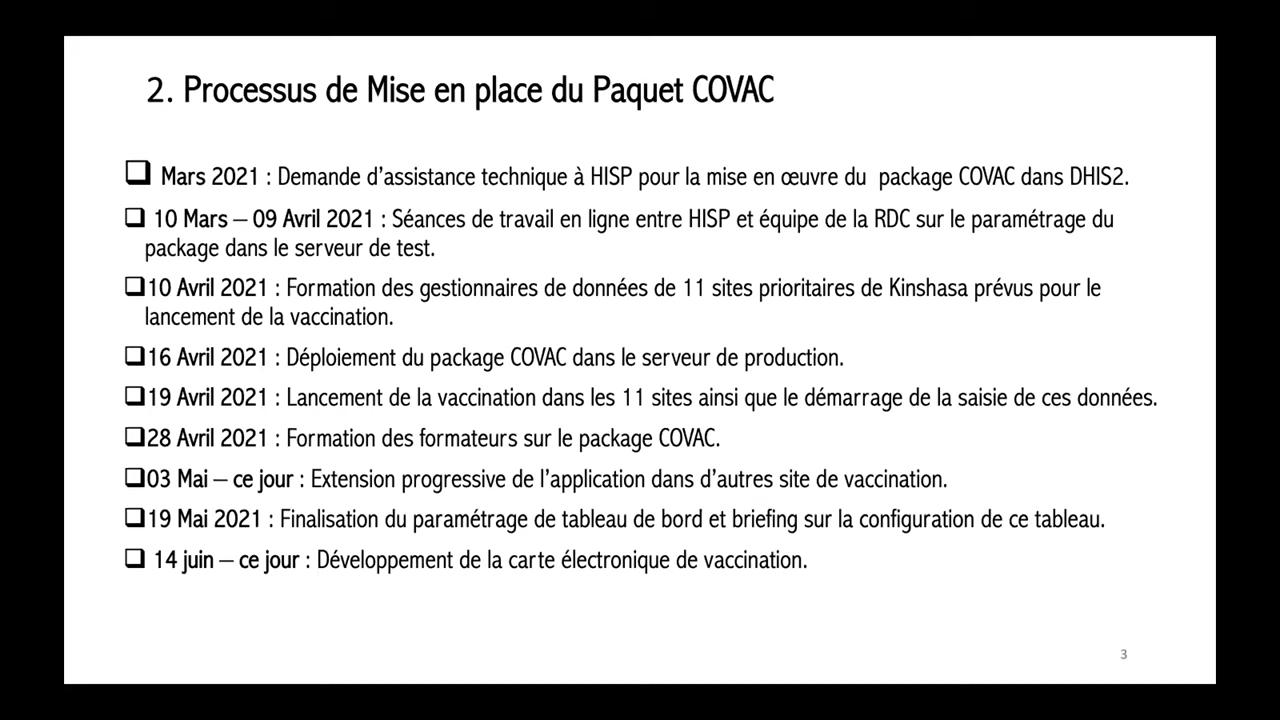 2. Processus de Mise en place du Paquet COVAC
Mars 2021 : Demande d’assistance technique à HISP pour la mise en œuvre du package COVAC dans DHIS2.
10 Mars – 09 Avril 2021 : Séances de travail en ligne entre HISP et équipe de la RDC sur le paramétrage du
package dans le serveur de test.
10 Avril 2021 : Formation des gestionnaires de données de 11 sites prioritaires de Kinshasa prévus pour le
lancement de la vaccination.
16 Avril 2021 : Déploiement du package COVAC dans le serveur de production.
19 Avril 2021 : Lancement de la vaccination dans les 11 sites ainsi que le démarrage de la saisie de ces données.
28 Avril 2021 : Formation des formateurs sur le package COVAC.
03 Mai – ce jour : Extension progressive de l’application dans d’autres site de vaccination.
19 Mai 2021 : Finalisation du paramétrage de tableau de bord et briefing sur la configuration de ce tableau.
14 juin – ce jour : Développement de la carte électronique de vaccination.
3